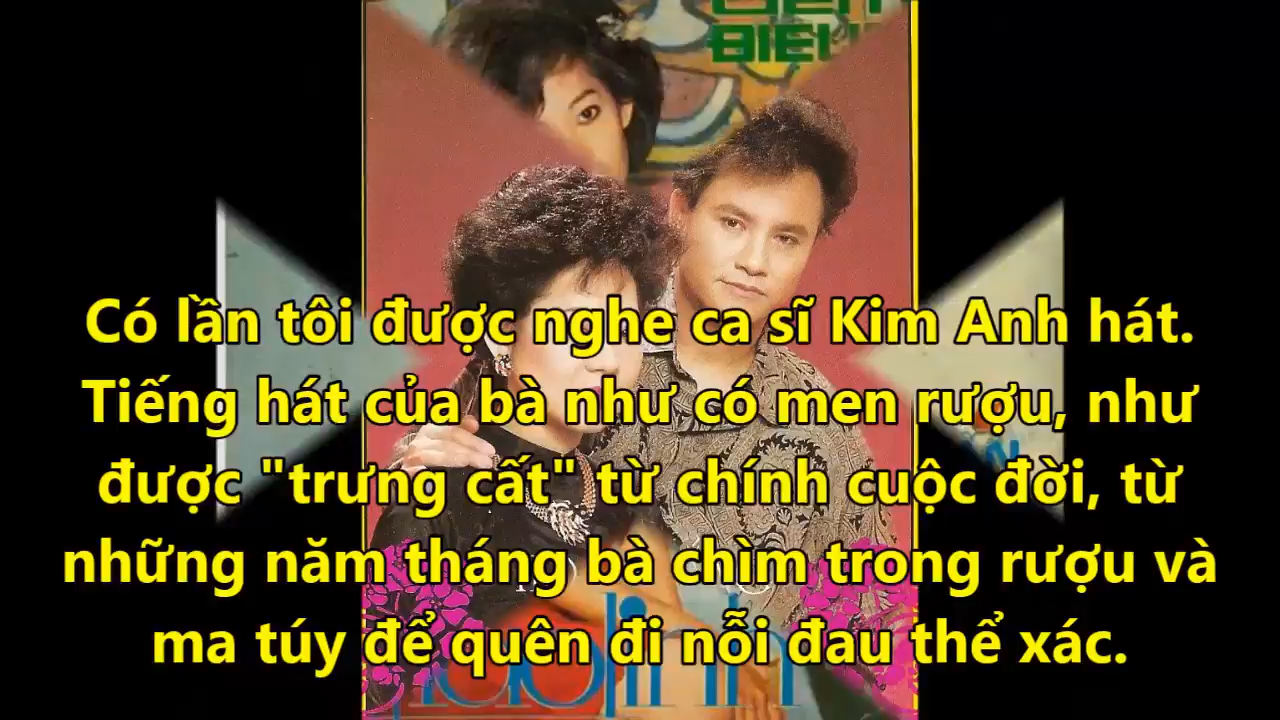 ĐIỆU
Có lần tôi được nghe ca sĩ Kim Anh hát.
Tiếng hát của bà như có men rượu, như
được "trưng cất" từ chính cuộc đời, từ
những năm tháng bà chìm trong rượu và
ma túy để quên đi nỗi đau thể xác.